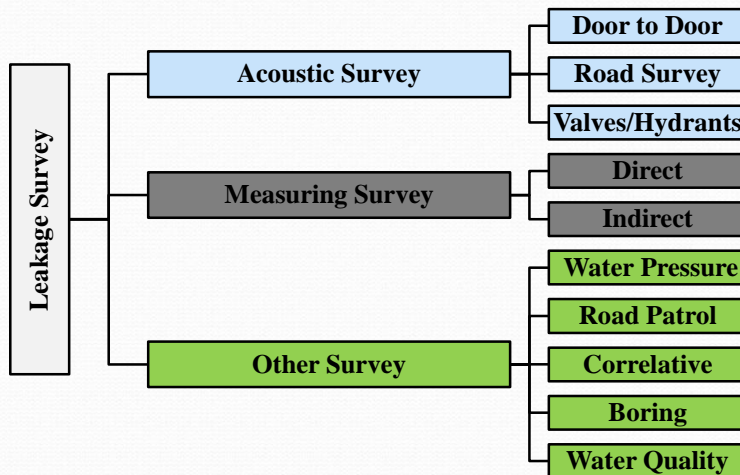 Leakage Survey
Acoustic Survey
Door to Door
Road Survey
Valves/Hydrants
Measuring Survey
Direct
Indirect
Other Survey
Water Pressure
Road Patrol
Correlative
Boring
Water Quality